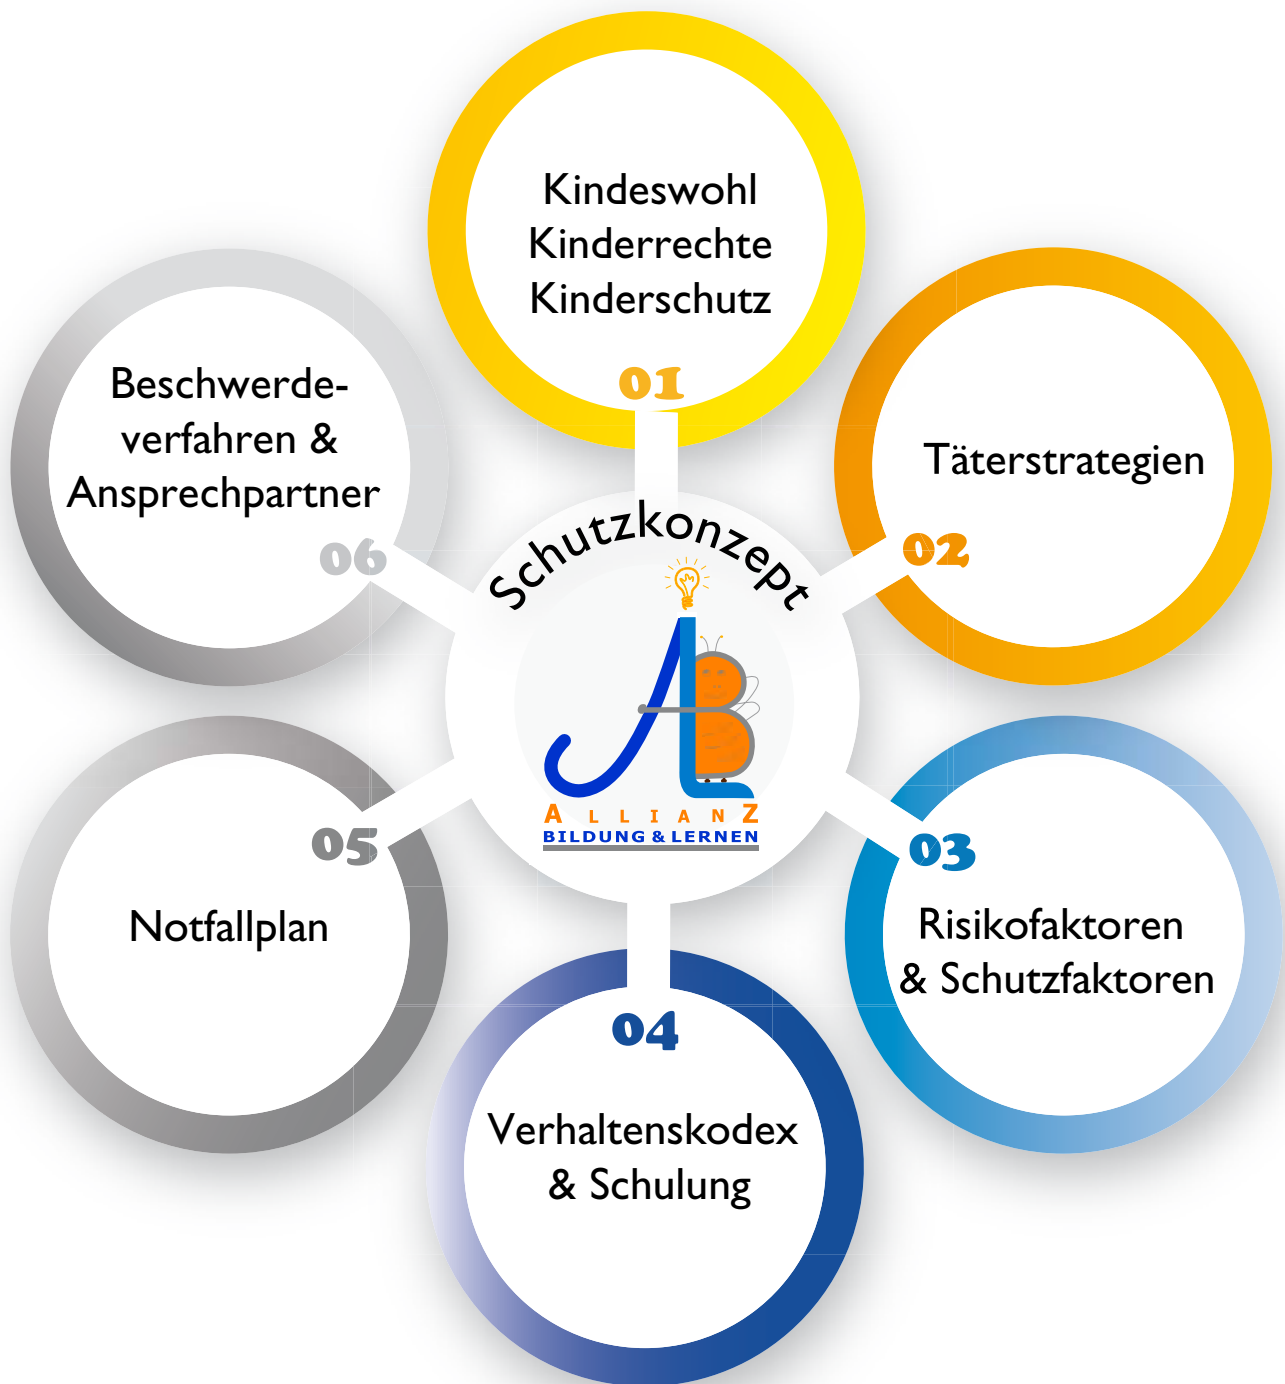 Kindeswohl
Kinderrechte
Kinderschutz
01
Täterstrategien
02
03
Risikofaktoren
& Schutzfaktoren
04
Verhaltenskodex
& Schulung
05
Notfallplan
Beschwerde-
verfahren &
Ansprechpartner
06
Schutzkonzept
ALB
ALLIANZ
BILDUNG & LERNEN